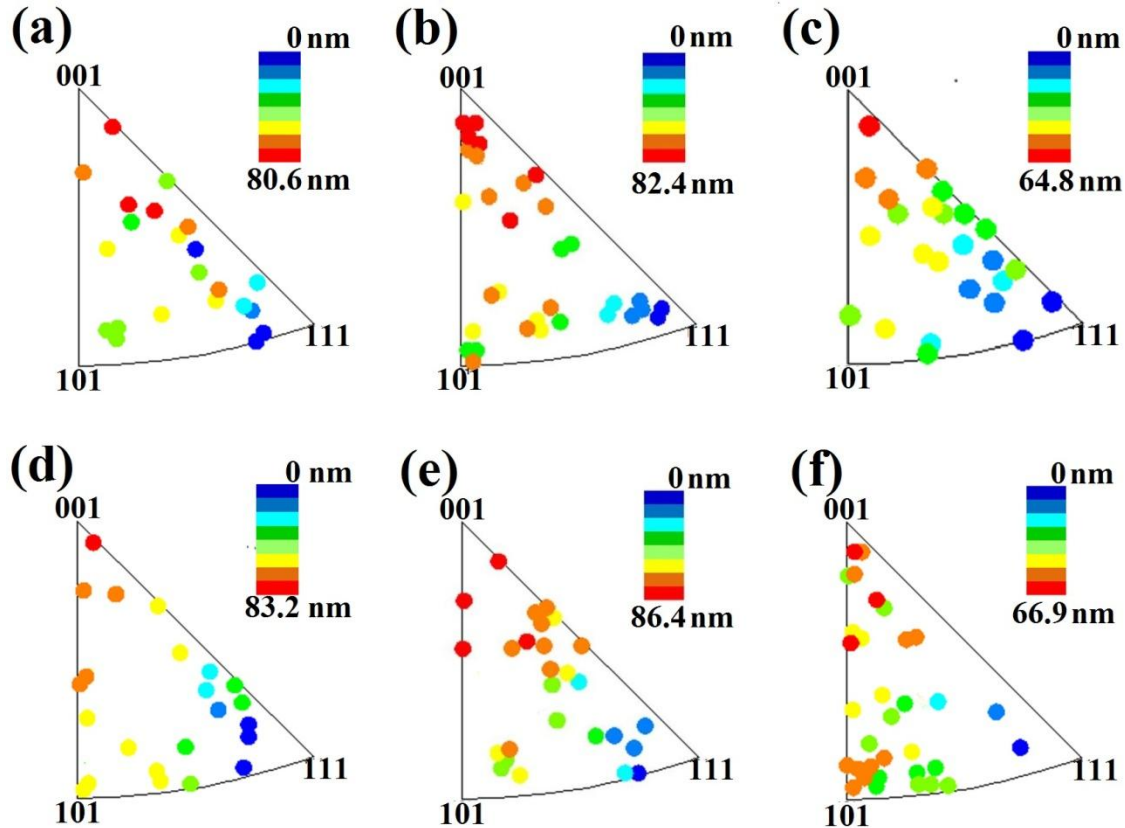 (a)
0 nm
001
80.6 nm
111
101
(b)
0 nm
001
82.4 nm
111
101
(c)
0 nm
001
64.8 nm
111
101
(d)
0 nm
001
83.2 nm
111
101
(e)
0 nm
001
86.4 nm
111
101
(f)
0 nm
001
66.9 nm
111
101